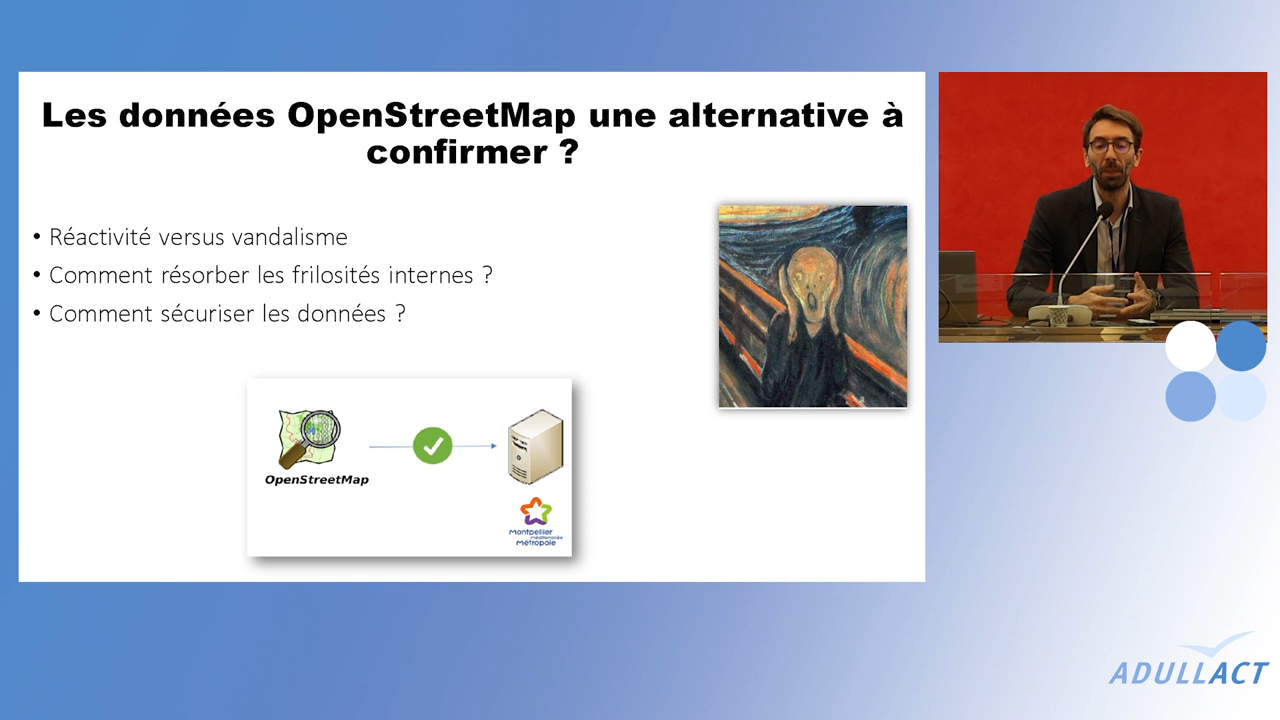 Les données OpenStreetMap une alternative à
confirmer ?
• Réactivité versus vandalisme
• Comment résorber les frilosités internes ?
• Comment sécuriser les données ?
OpenStreetMap
montpellier
méditerranée
métropole
ADULLACT